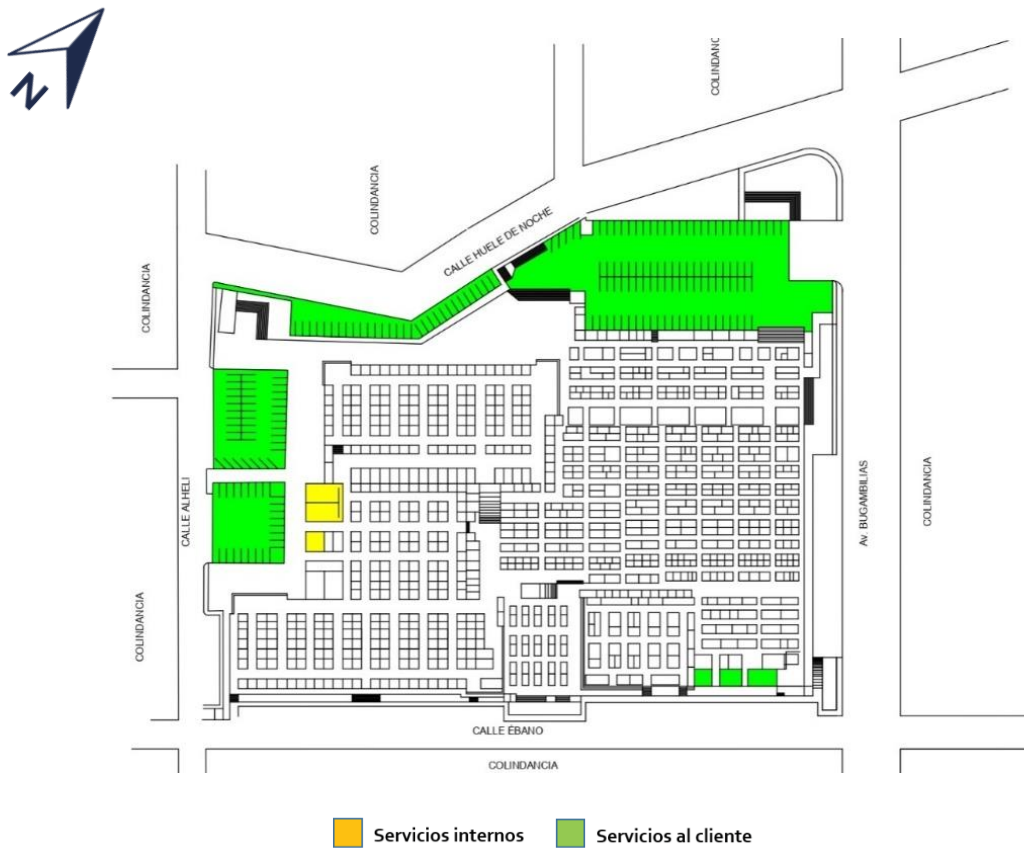 N
COLINDANC
COLINDANCIA
CALLE HUELE DE NOCHE
COLINDANCIA
COLINDANCIA
Av. BUGAMBILIAS
CALLE ALHELI
COLINDANCIA
CALLE ÉBANO
COLINDANCIA
Servicios internos
Servicios al cliente